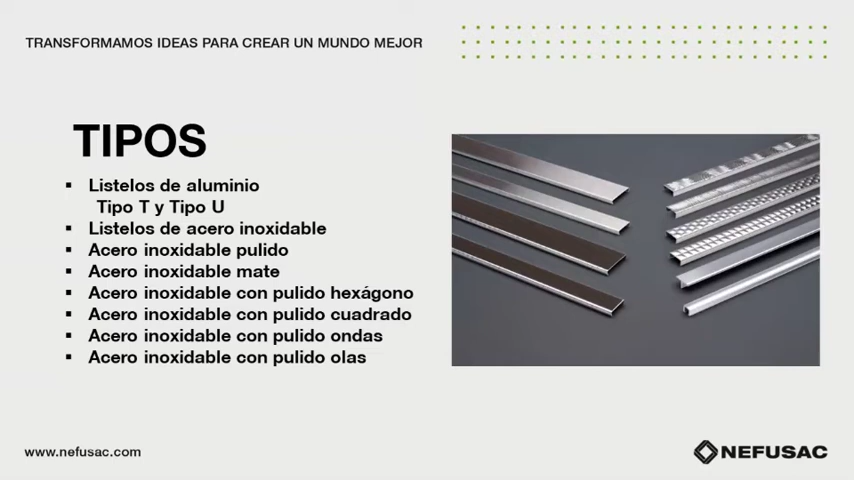 TRANSFORMAMOS IDEAS PARA CREAR UN MUNDO MEJOR
TIPOS
▪ Listelos de aluminio
Tipo T y Tipo U
▪ Listelos de acero inoxidable
▪ Acero inoxidable pulido
▪ Acero inoxidable mate
▪ Acero inoxidable con pulido hexágono
▪ Acero inoxidable con pulido cuadrado
▪ Acero inoxidable con pulido ondas
▪ Acero inoxidable con pulido olas
www.nefusac.com
NEFUSAC